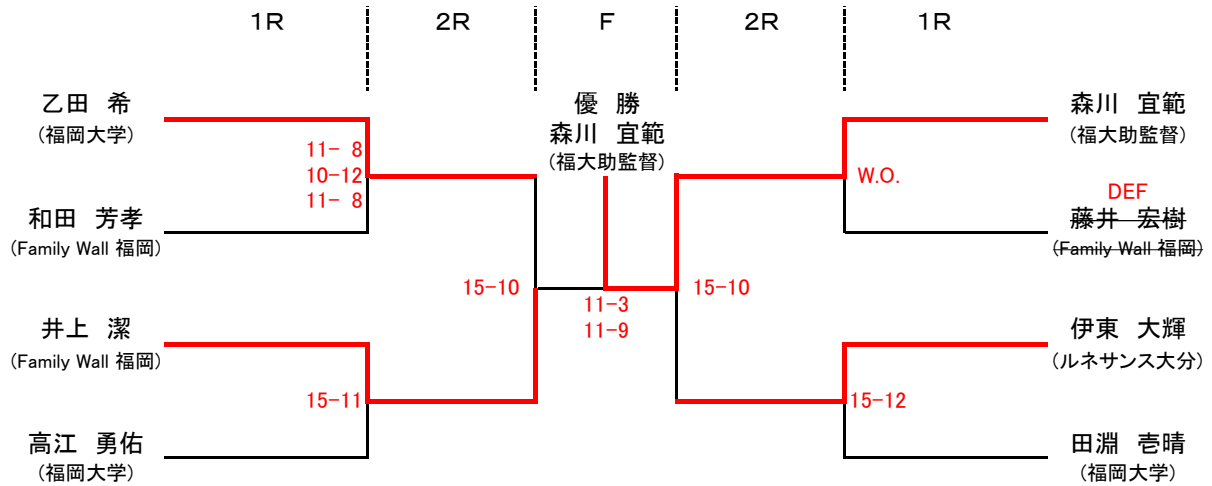 1R 2R F 2R 1R
乙田 希
(福岡大学)
11- 8
10-12
11- 8
和田 芳孝
(Family Wall 福岡)
15-10
井上 潔
(Family Wall 福岡)
15-11
高江 勇佑
(福岡大学)
優 勝
森川 宜範
(福大助監督)
11-3
11-9
森川 宜範
(福大助監督)
W.O.
DEF
藤井 宏樹
(Family Wall 福岡)
15-10
伊東 大輝
(ルネサンス大分)
15-12
田淵 壱晴
(福岡大学)